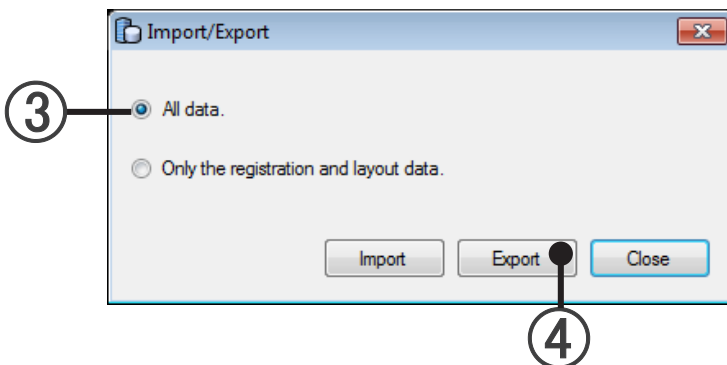 Import/Export
③ All data.
Only the registration and layout data.
Import Export Close
④